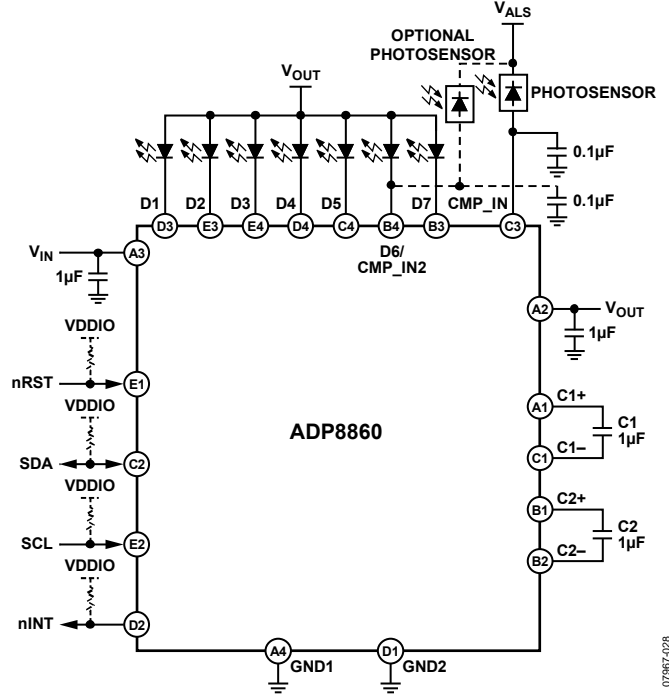 VALS
OPTIONAL
PHOTOSENSOR
PHOTOSENSOR
VOUT
0.1µF
0.1µF
D1 D2 D3 D4 D5 D7 CMP_IN
D3 E3 E4 D4 C4 B4 B3 C3
D6/
CMP_IN2
VIN
A3
1µF
A2
VOUT
1µF
VDDIO
nRST
E1
VDDIO
SDA
C2
VDDIO
SCL
E2
VDDIO
nINT
D2
ADP8860
A1
C1+
C1
1µF
C1
C1–
B1
C2+
C2
1µF
B2
C2–
A4
GND1
D1
GND2
07967-028